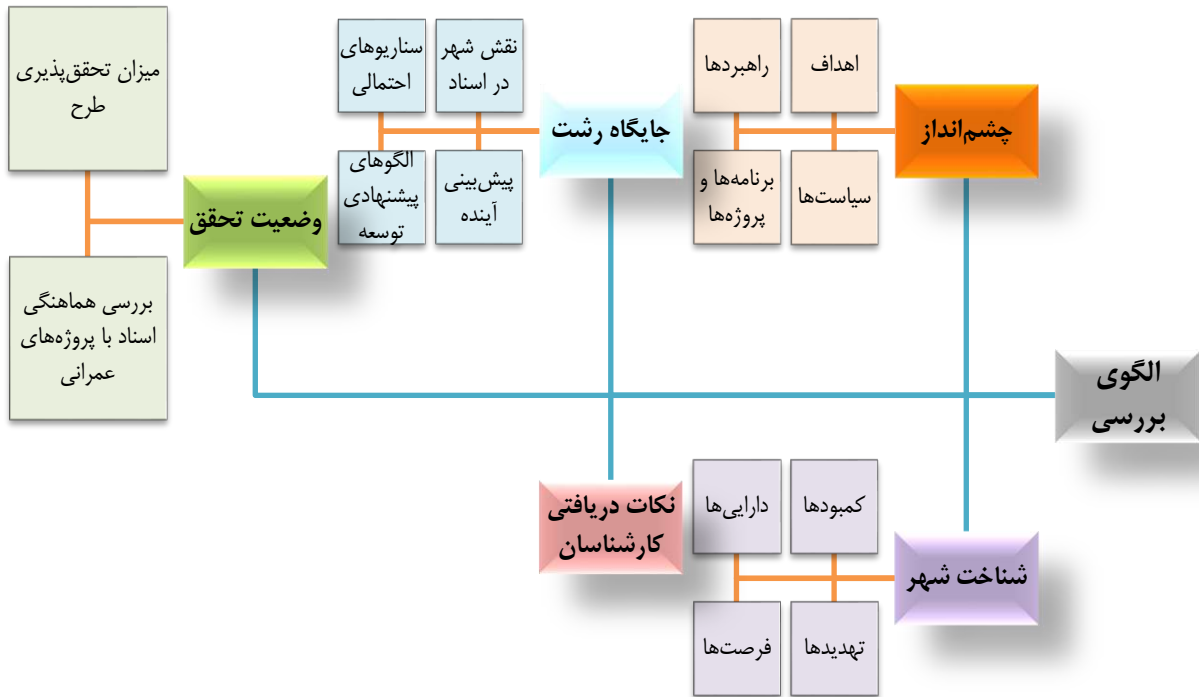 الگوی
بررسی
چشم‌انداز
اهداف
راهبردها
سیاست‌ها
برنامه‌ها و
پروژه‌ها
شناخت شهر
کمبودها
دارایی‌ها
تهدیدها
فرصت‌ها
جایگاه رشت
نقش شهر
در اسناد
سناریوهای
احتمالی
پیش‌بینی
آینده
الگوهای
پیشنهادی
توسعه
نکات دریافتی
کارشناسان
وضعیت تحقق
میزان تحقق‌پذیری
طرح
بررسی هماهنگی
اسناد با پروژه‌های
عمرانی